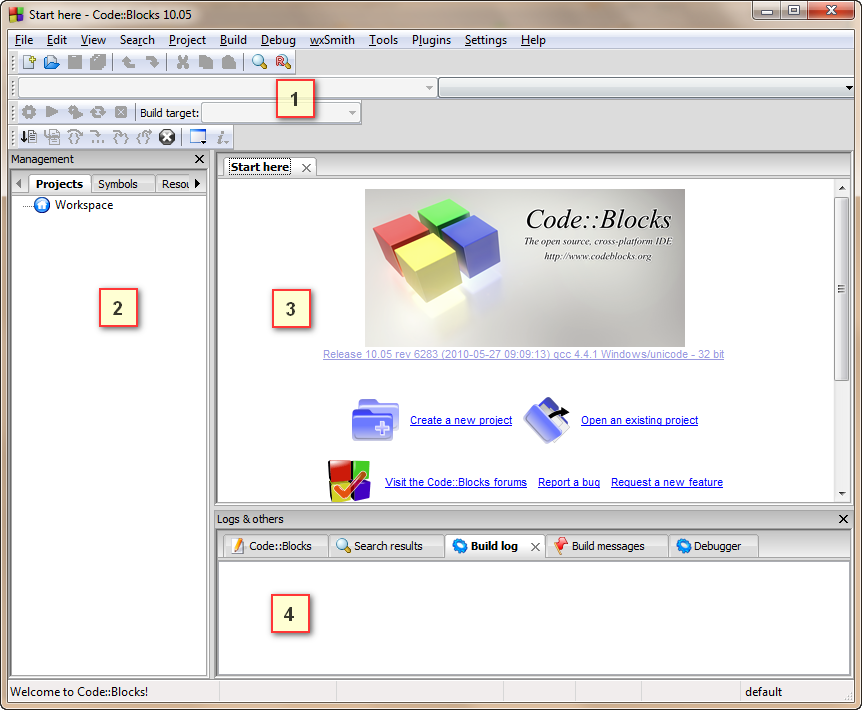 Start here - Code::Blocks 10.05
File Edit View Search Project Build Debug wxSmith Tools Plugins Settings Help
1
Build target:
Management
Projects Symbols Resou
Workspace
2
Start here
Code::Blocks
The open source, cross-platform IDE
http://www.codeblocks.org
3
Release 10.05 rev 6283 (2010-05-27 09:09:13) gcc 4.4.1 Windows/unicode - 32 bit
Create a new project Open an existing project
Visit the Code::Blocks forums Report a bug Request a new feature
Logs & others
Code::Blocks Search results Build log Build messages Debugger
4
Welcome to Code::Blocks! default